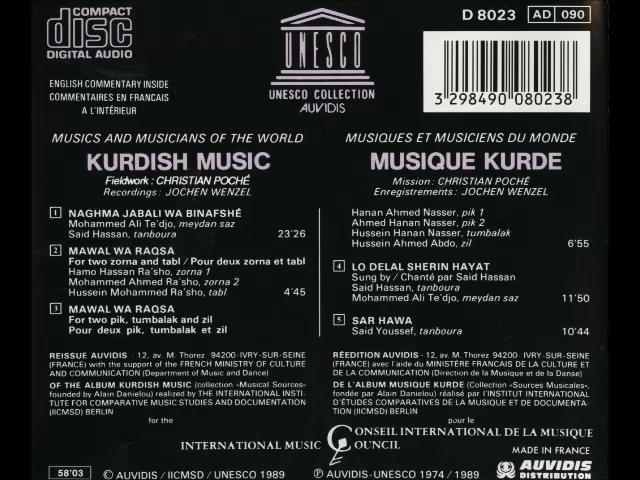 COMPACT
disc
DIGITAL AUDIO
UNESCO
UNESCO COLLECTION
AUVIDIS
D 8023 AD 090
3 298490 080238
ENGLISH COMMENTARY INSIDE
COMMENTAIRES EN FRANCAIS
A L'INTÉRIEUR
MUSICS AND MUSICIANS OF THE WORLD
KURDISH MUSIC
Fieldwork : CHRISTIAN POCHÉ
Recordings : JOCHEN WENZEL
1 NAGHMA JABALI WA BINAFSHÉ
Mohammed Ali Te'djo, meydan saz
Said Hassan, tanboura 23'26
2 MAWAL WA RAQSA
For two zorna and tabl / Pour deux zorna et tabl
Hamo Hassan Ra'sho, zorna 1
Mohammed Ahmed Ra'sho, zorna 2
Hussein Mohammed Ra'sho, tabl 4'45
3 MAWAL WA RAQSA
For two pik, tumbalak and zil
Pour deux pik, tumbalak et zil
REISSUE AUVIDIS - 12, av. M. Thorez 94200 - IVRY-SUR-SEINE
(FRANCE) with the support of the FRENCH MINISTRY OF CULTURE
AND COMMUNICATION (Department of Music and Dance)
OF THE ALBUM KURDISH MUSIC (collection «Musical Sources»
founded by Alain Danielou) realized by THE INTERNATIONAL INSTI-
TUTE FOR COMPARATIVE MUSIC STUDIES AND DOCUMENTATION
(IICMSD) BERLIN
for the
MUSIQUES ET MUSICIENS DU MONDE
MUSIQUE KURDE
Mission : CHRISTIAN POCHÉ
Enregistrements : JOCHEN WENZEL
Hanan Ahmed Nasser, pik 1
Ahmed Hanan Nasser, pik 2
Hussein Hanan Nasser, tumbalak
Hussein Ahmed Abdo, zil 6'55
4 LO DELAL SHERIN HAYAT
Sung by / Chanté par Said Hassan
Said Hassan, tanboura
Mohammed Ali Te'djo, meydan saz 11'50
5 SAR HAWA
Said Youssef, tanboura 10'44
RÉEDITION AUVIDIS - 12, av. M. Thorez 94200 - IVRY-SUR-SEINE
(FRANCE) avec l'aide du MINISTÈRE FRANÇAIS DE LA CULTURE ET
DE LA COMMUNICATION (Direction de la Musique et de la Danse)
DE L'ALBUM MUSIQUE KURDE (Collection «Sources Musicales»,
fondée par Alain Danielou) réalisé par l'INSTITUT INTERNATIONAL
D'ÉTUDES COMPARATIVES DE LA MUSIQUE ET DE DOCUMENTA-
TION (IICMSD) BERLIN
pour le
INTERNATIONAL MUSIC COUNCIL
CONSEIL INTERNATIONAL DE LA MUSIQUE
MADE IN FRANCE
58'03 © AUVIDIS / IICMSD / UNESCO 1989 ℗ AUVIDIS-UNESCO 1974 / 1989
AUVIDIS
DISTRIBUTION